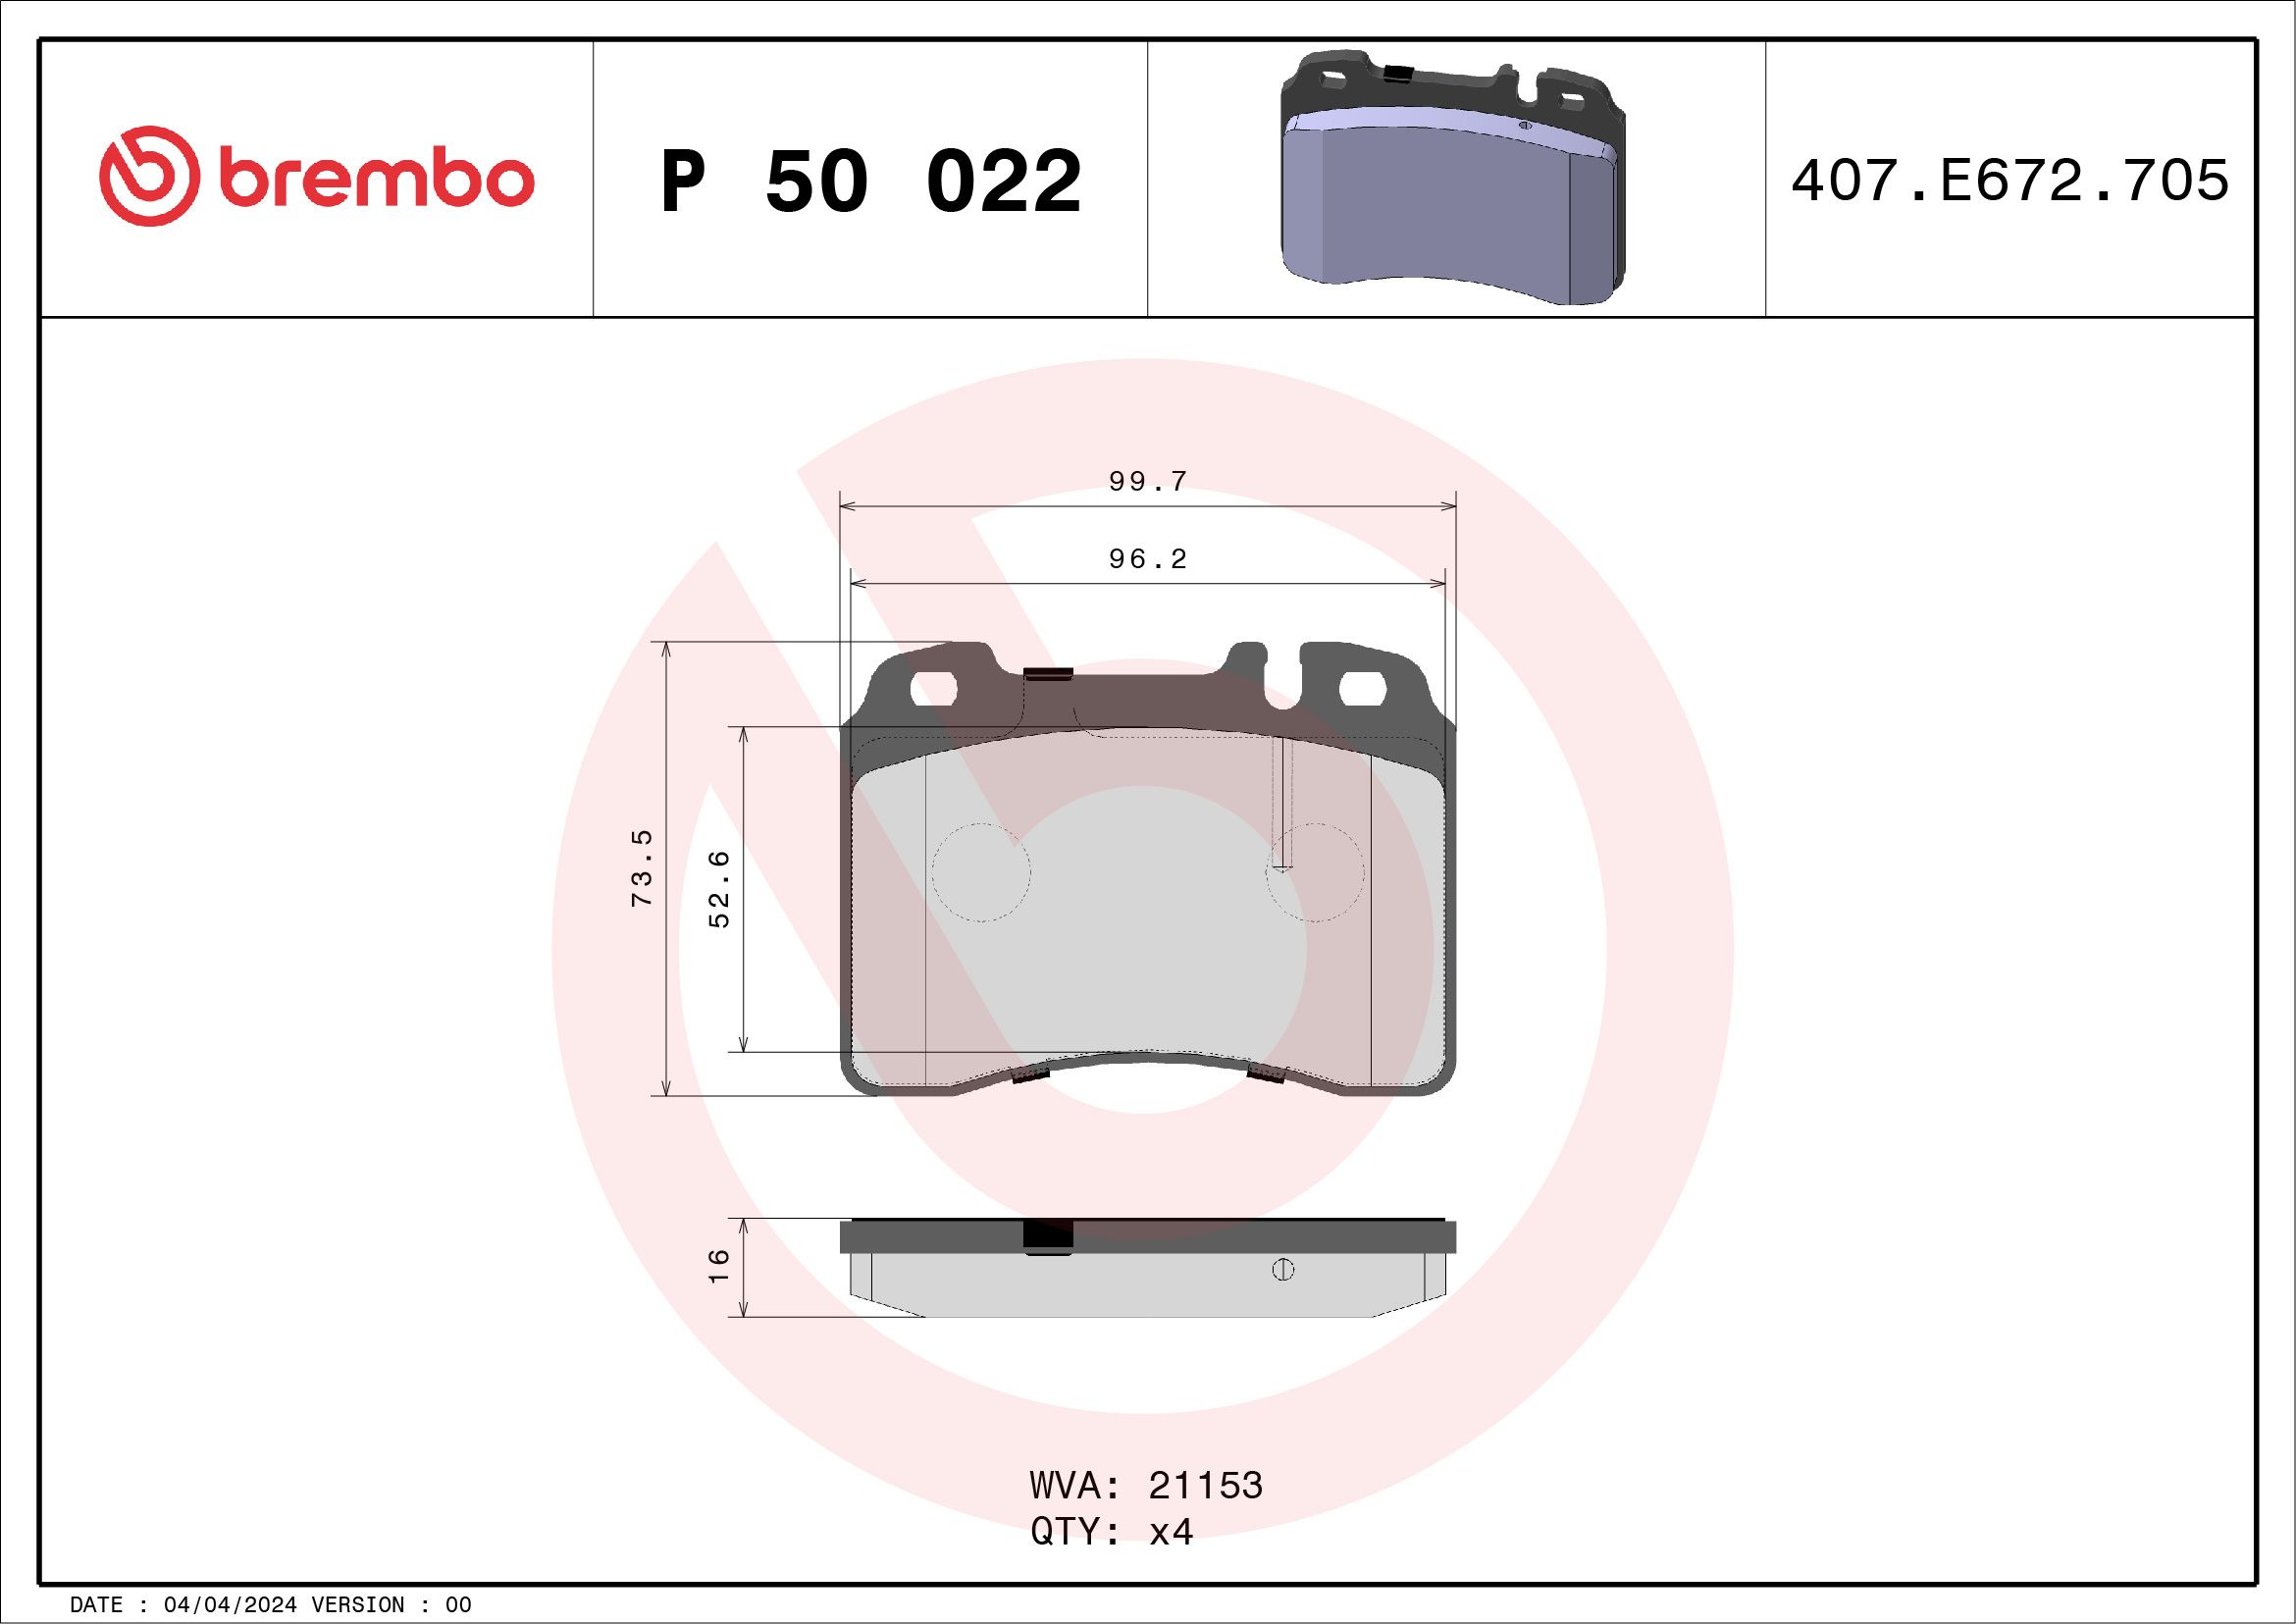 brembo
P 50 022
407.E672.705
99.7
96.2
73.5
52.6
16
WVA: 21153
QTY: x4
DATE : 04/04/2024 VERSION : 00